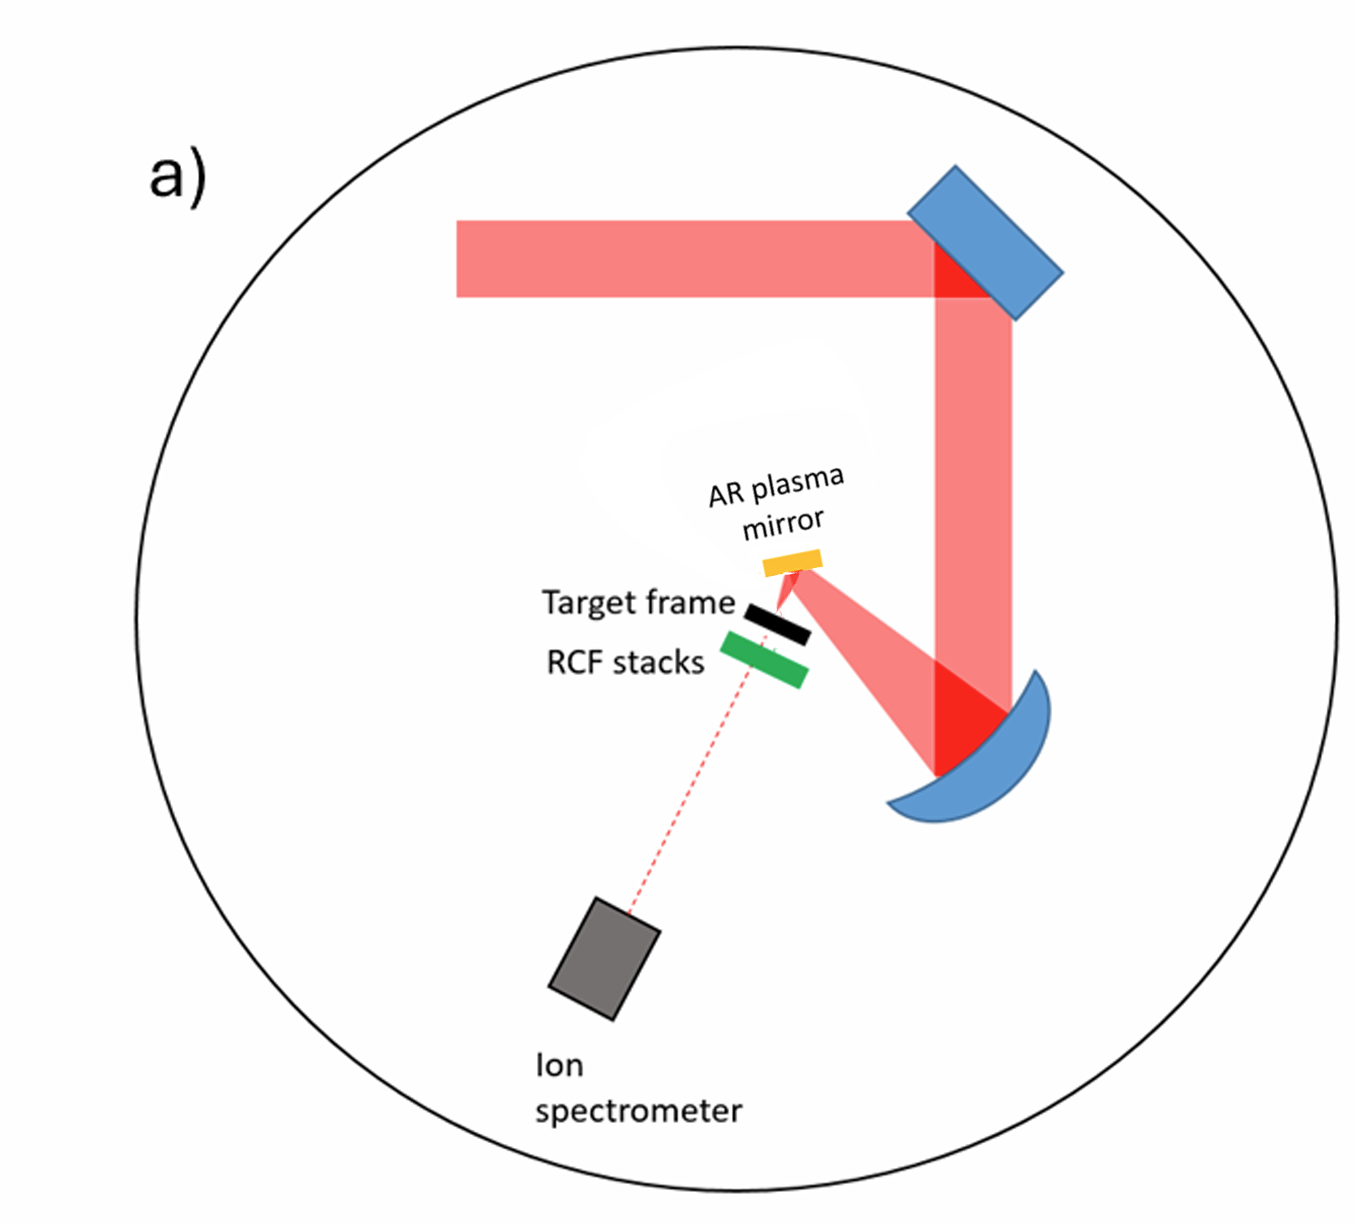 a)
AR plasma
mirror
Target frame
RCF stacks
Ion
spectrometer